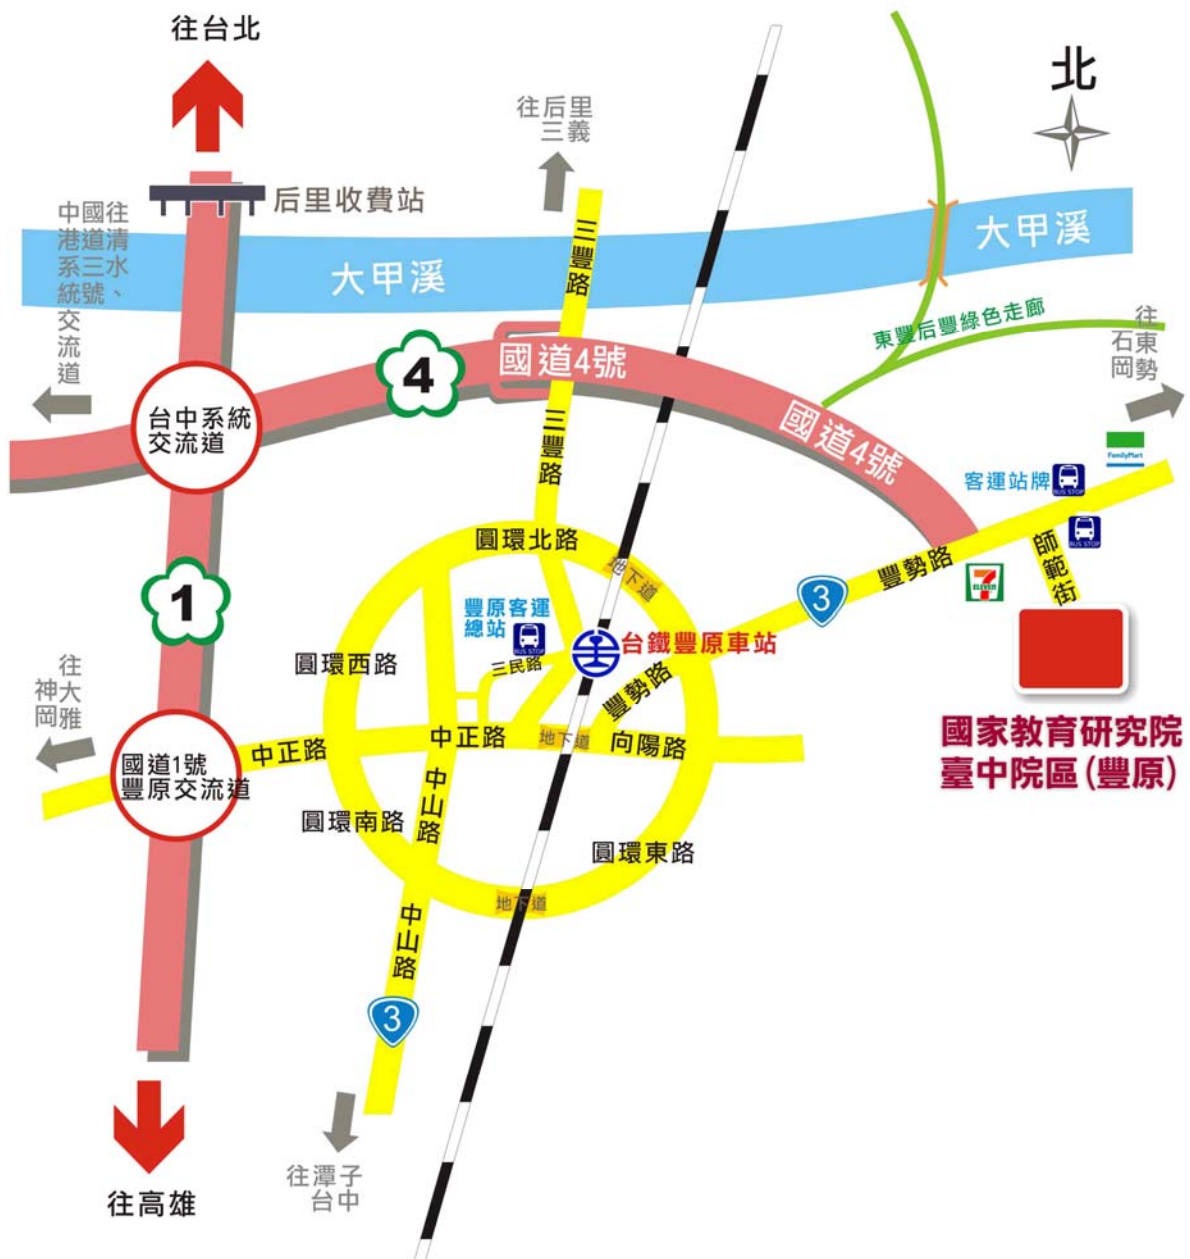 往台北
北
往后里
三義
后里收費站
往清水、
國道三號
中港系統交流道
三豐路
大甲溪
大甲溪
東豐后豐綠色走廊
往東勢
石岡
4
國道4號
國道4號
台中系統
交流道
三豐路
FamilyMart
客運站牌
BUS STOP
BUS STOP
圓環北路
地下道
豐勢路
師範街
7
ELEVEN
3
1
豐原客運
總站
BUS STOP
台鐵豐原車站
三民路
圓環西路
豐勢路
往大雅
神岡
中正路
中正路
地下道
向陽路
國家教育研究院
臺中院區(豐原)
國道1號
豐原交流道
中山路
圓環南路
圓環東路
地下道
中山路
3
往潭子
台中
往高雄